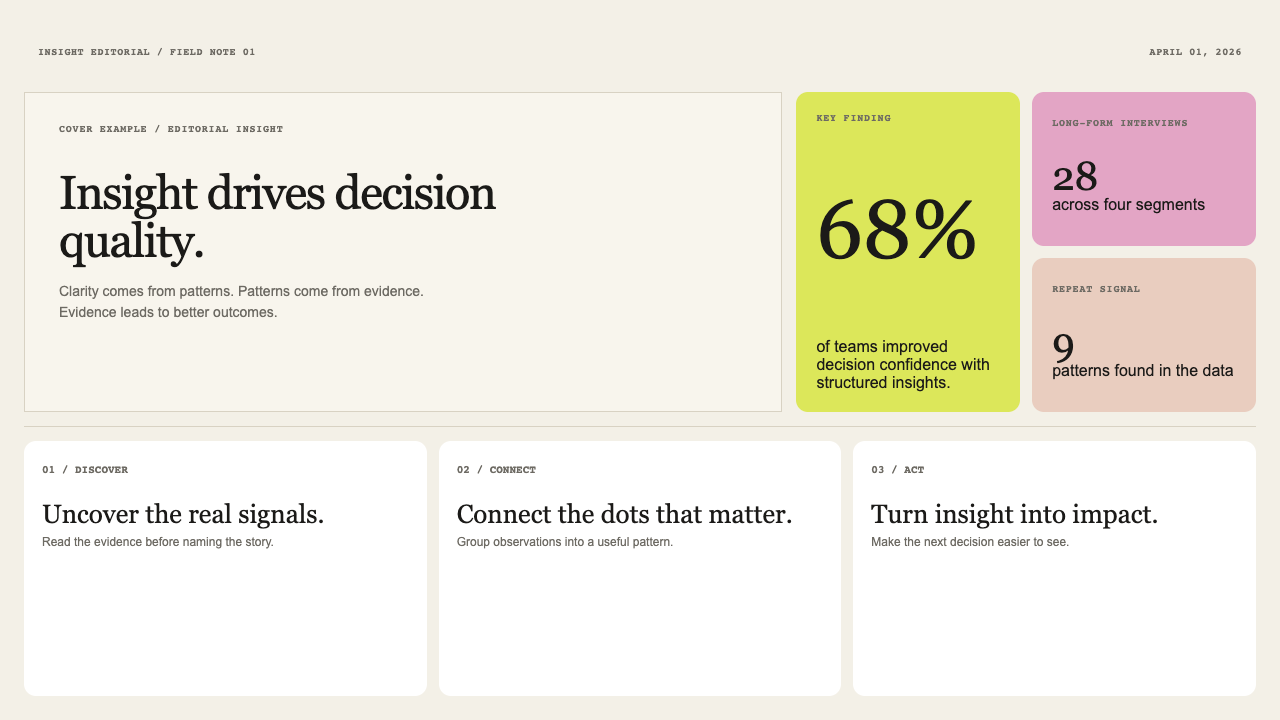 INSIGHT EDITORIAL / FIELD NOTE 01
APRIL 01, 2026
COVER EXAMPLE / EDITORIAL INSIGHT
Insight drives decision
quality.
Clarity comes from patterns. Patterns come from evidence.
Evidence leads to better outcomes.
KEY FINDING
68%
of teams improved
decision confidence with
structured insights.
LONG-FORM INTERVIEWS
28
across four segments
REPEAT SIGNAL
9
patterns found in the data
01 / DISCOVER
Uncover the real signals.
Read the evidence before naming the story.
02 / CONNECT
Connect the dots that matter.
Group observations into a useful pattern.
03 / ACT
Turn insight into impact.
Make the next decision easier to see.